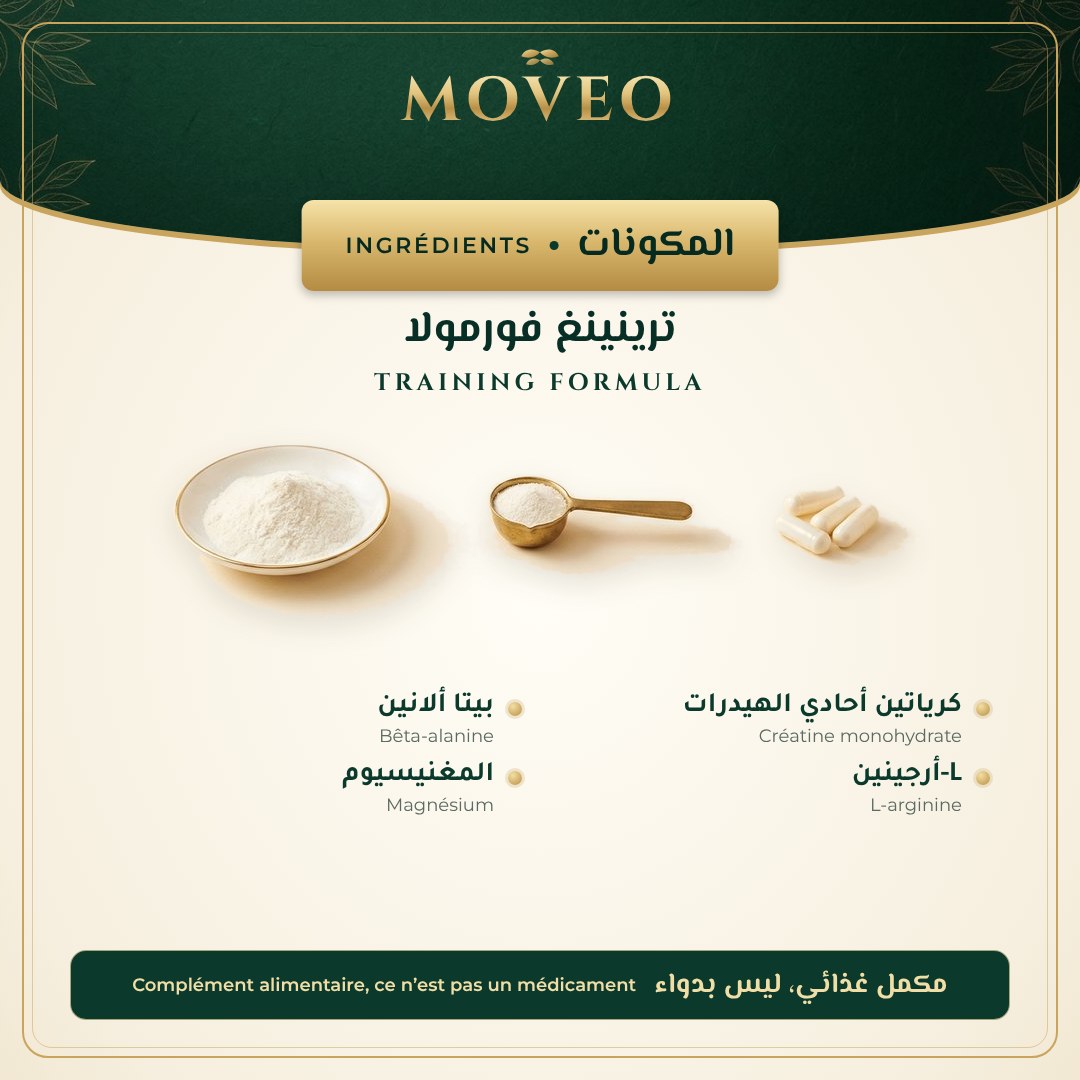 MOVEO
المكونات • INGRÉDIENTS
ترينينغ فورمولا
TRAINING FORMULA
كرياتين أحادي الهيدرات
Créatine monohydrate
L-أرجينين
L-arginine
بيتا ألانين
Bêta-alanine
المغنيسيوم
Magnésium
مكمل غذائي، ليس بدواء Complément alimentaire, ce n’est pas un médicament